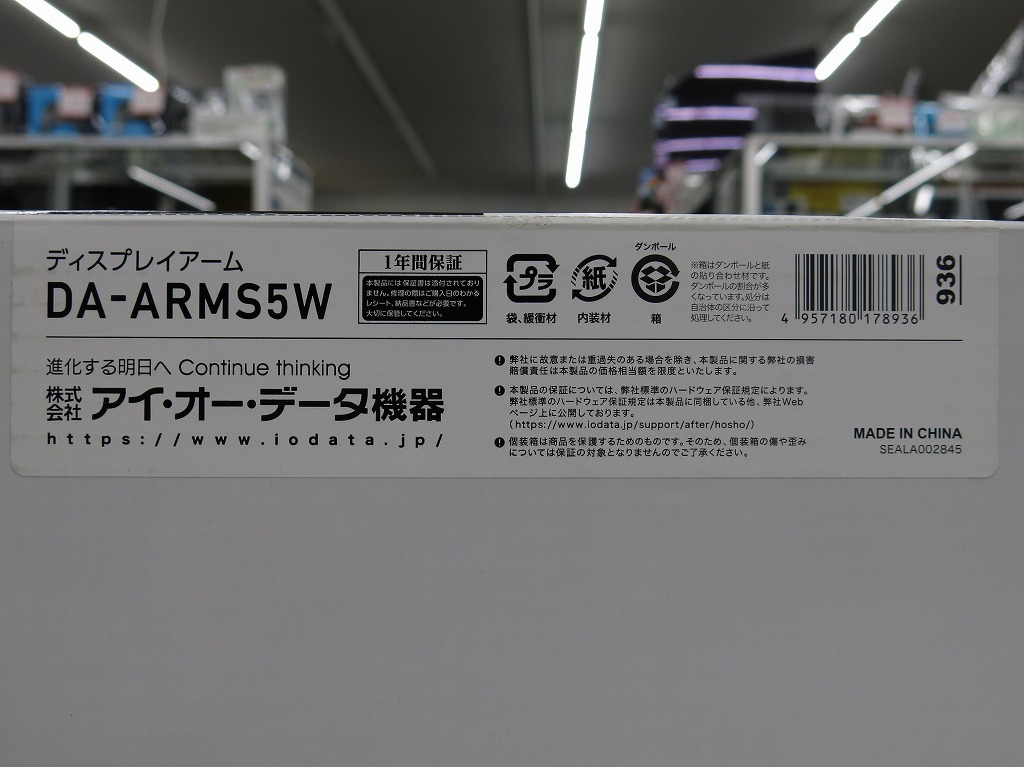 ディスプレイアーム
DA-ARMS5W
1年間保証
本製品には保証書は添付されており
ません。修理の際はご購入日のわかる
レシート、納品書などが必要です。
大切に保管してください。
プラ
袋、緩衝材
紙
内装材
ダンボール
箱
※箱はダンボールと紙
の貼り合わせ材です。
ダンボールの割合が多
くなっています。処分は
自治体の区分に沿って
処理してください。
4 957180 178936
936
進化する明日へ Continue thinking
株式会社 アイ・オー・データ機器
https://www.iodata.jp/
弊社に故意または重過失のある場合を除き、本製品に関する弊社の損害
賠償責任は本製品の価格相当額を限度といたします。
本製品の保証については、弊社標準のハードウェア保証規定によります。
弊社標準のハードウェア保証規定は本製品に同梱している他、弊社Web
ページ上に公開しております。
(https://www.iodata.jp/support/after/hosho/)
個装箱は商品を保護するためのものです。そのため、個装箱の傷や歪み
については保証の対象となりませんのでご了承ください。
MADE IN CHINA
SEALA002845